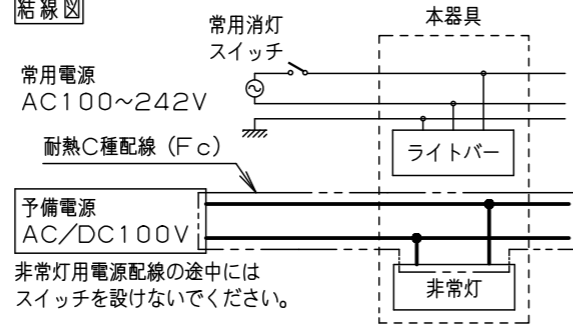 結線図
本器具
常用消灯
スイッチ
常用電源
AC100~242V
耐熱C種配線（Fc）
ライトバー
予備電源
AC/DC100V
非常灯用電源配線の途中には
スイッチを設けないでください。
非常灯